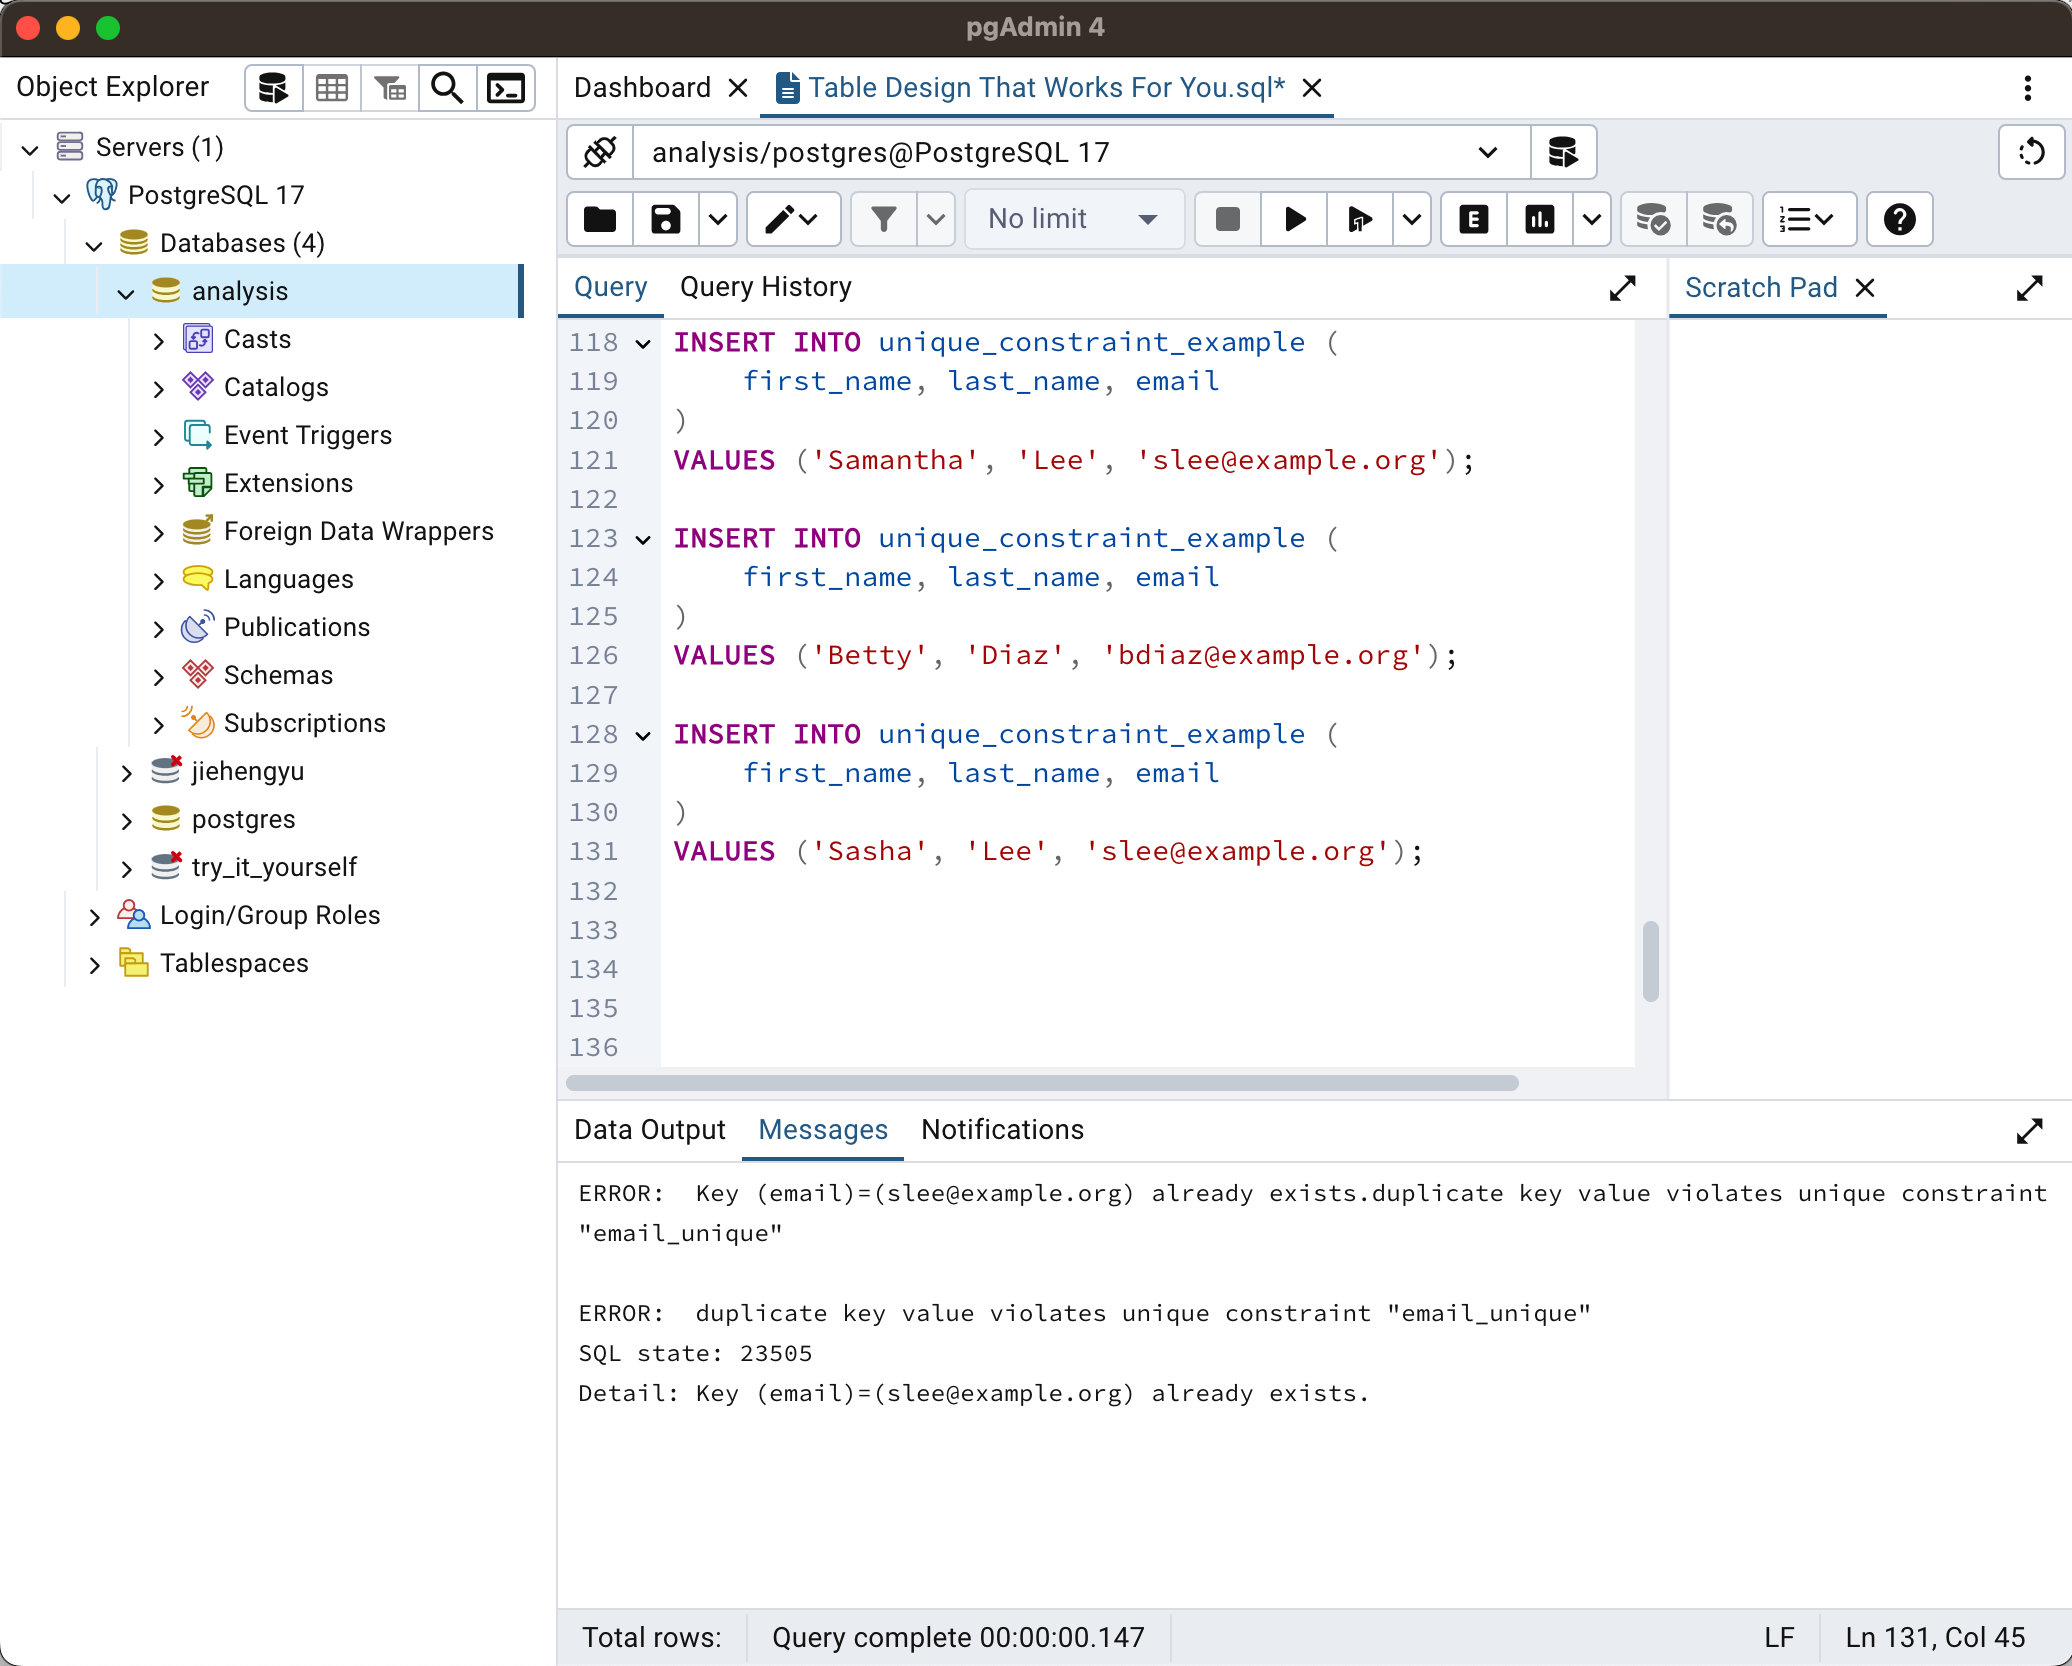 pgAdmin 4
Object Explorer
Dashboard
Table Design That Works For You.sql*
Servers (1)
PostgreSQL 17
Databases (4)
analysis
Casts
Catalogs
Event Triggers
Extensions
Foreign Data Wrappers
Languages
Publications
Schemas
Subscriptions
jiehengyu
postgres
try_it_yourself
Login/Group Roles
Tablespaces
analysis/postgres@PostgreSQL 17
No limit
E
Query
Query History
Scratch Pad
118 INSERT INTO unique_constraint_example (
119 first_name, last_name, email
120 )
121 VALUES ('Samantha', 'Lee', 'slee@example.org');
122
123 INSERT INTO unique_constraint_example (
124 first_name, last_name, email
125 )
126 VALUES ('Betty', 'Diaz', 'bdiaz@example.org');
127
128 INSERT INTO unique_constraint_example (
129 first_name, last_name, email
130 )
131 VALUES ('Sasha', 'Lee', 'slee@example.org');
132
133
134
135
136
Data Output
Messages
Notifications
ERROR:  Key (email)=(slee@example.org) already exists.duplicate key value violates unique constraint
"email_unique"
ERROR:  duplicate key value violates unique constraint "email_unique"
SQL state: 23505
Detail: Key (email)=(slee@example.org) already exists.
Total rows:
Query complete 00:00:00.147
LF
Ln 131, Col 45